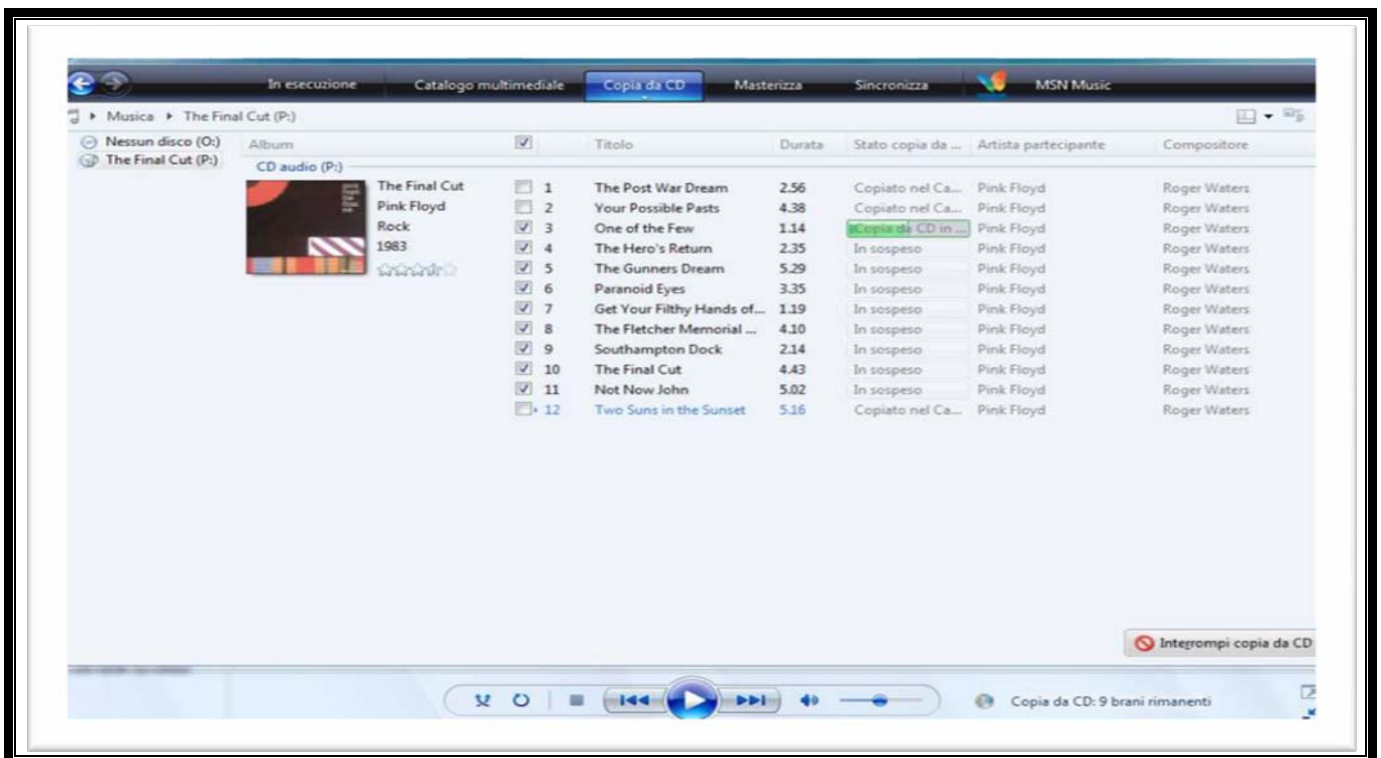 In esecuzione Catalogo multimediale Copia da CD Masterizza Sincronizza MSN Music
Musica The Final Cut (P:)
Nessun disco (O:)
The Final Cut (P:)
Album Titolo Durata Stato copia da ... Artista partecipante Compositore
CD audio (P:)
The Final Cut
Pink Floyd
Rock
1983
1 The Post War Dream 2.56 Copiato nel Ca... Pink Floyd Roger Waters
2 Your Possible Pasts 4.38 Copiato nel Ca... Pink Floyd Roger Waters
3 One of the Few 1.14 Copia da CD in ... Pink Floyd Roger Waters
4 The Hero's Return 2.35 In sospeso Pink Floyd Roger Waters
5 The Gunners Dream 5.29 In sospeso Pink Floyd Roger Waters
6 Paranoid Eyes 3.35 In sospeso Pink Floyd Roger Waters
7 Get Your Filthy Hands of... 1.19 In sospeso Pink Floyd Roger Waters
8 The Fletcher Memorial ... 4.10 In sospeso Pink Floyd Roger Waters
9 Southampton Dock 2.14 In sospeso Pink Floyd Roger Waters
10 The Final Cut 4.43 In sospeso Pink Floyd Roger Waters
11 Not Now John 5.02 In sospeso Pink Floyd Roger Waters
12 Two Suns in the Sunset 5.16 Copiato nel Ca... Pink Floyd Roger Waters
Interrompi copia da CD
Copia da CD: 9 brani rimanenti